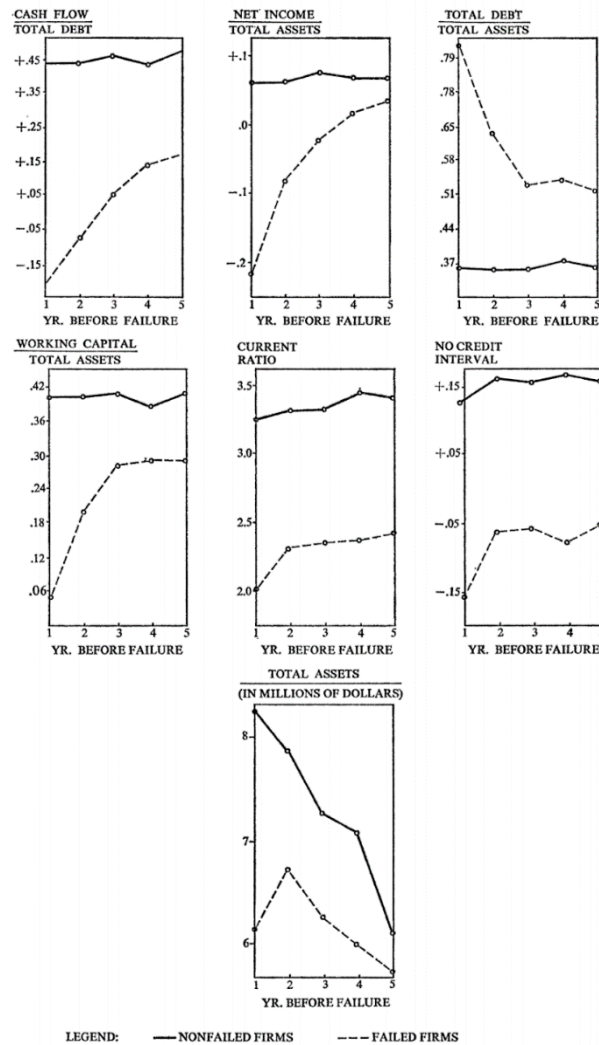 CASH FLOW
TOTAL DEBT
+.45
+.35
+.25
+.15
+.05
-.05
-.15
1 2 3 4 5
YR. BEFORE FAILURE
NET INCOME
TOTAL ASSETS
+.1
.0
-.1
-.2
1 2 3 4 5
YR. BEFORE FAILURE
TOTAL DEBT
TOTAL ASSETS
.79
.78
.65
.58
.51
.44
.37
1 2 3 4 5
YR. BEFORE FAILURE
WORKING CAPITAL
TOTAL ASSETS
.42
.36
.30
.24
.18
.12
.06
1 2 3 4 5
YR. BEFORE FAILURE
CURRENT
RATIO
3.5
3.0
2.5
2.0
1 2 3 4 5
YR. BEFORE FAILURE
NO CREDIT
INTERVAL
+.15
+.05
-.05
-.15
1 2 3 4 5
YR. BEFORE FAILURE
TOTAL ASSETS
(IN MILLIONS OF DOLLARS)
8
7
6
1 2 3 4 5
YR. BEFORE FAILURE
LEGEND: NONFAILED FIRMS FAILED FIRMS